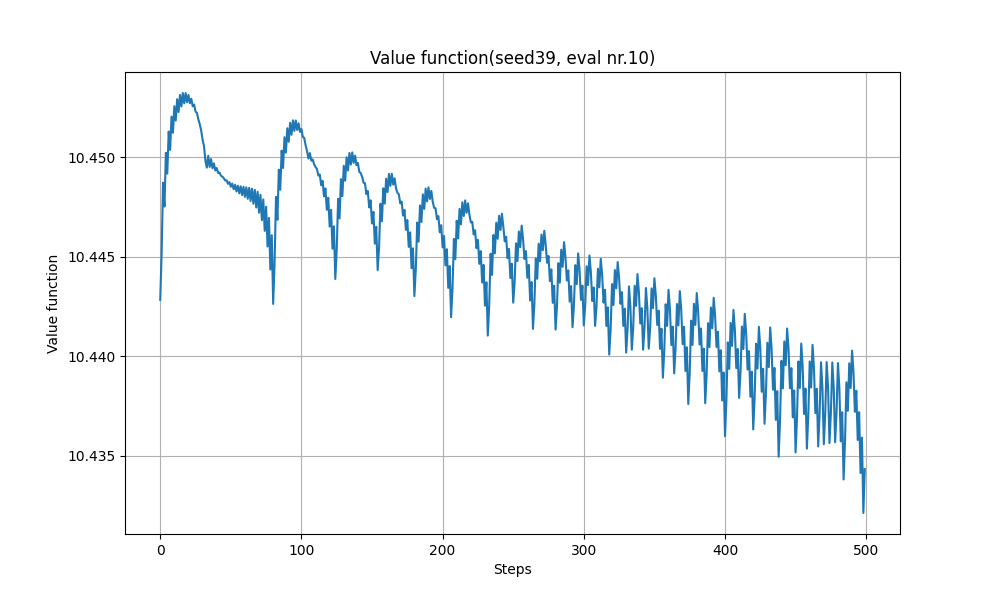 Value function(seed39, eval nr.10)
Value function
10.450
10.445
10.440
10.435
0 100 200 300 400 500
Steps